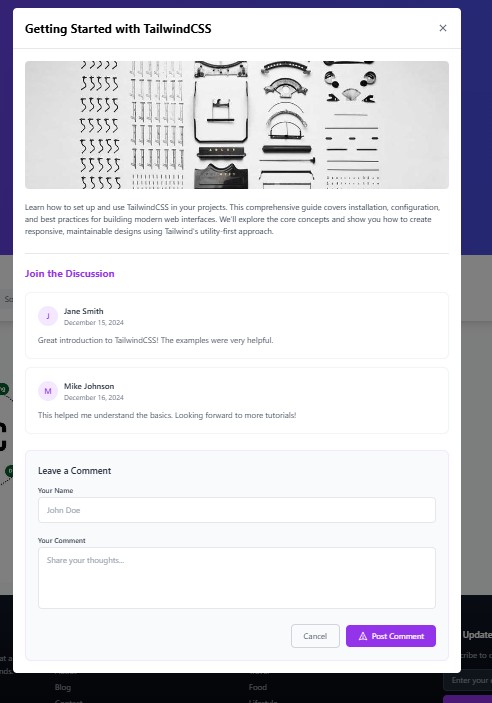 Getting Started with TailwindCSS
Learn how to set up and use TailwindCSS in your projects. This comprehensive guide covers installation, configuration,
and best practices for building modern web interfaces. We'll explore the core concepts and show you how to create
responsive, maintainable designs using Tailwind's utility-first approach.
Join the Discussion
J
Jane Smith
December 15, 2024
Great introduction to TailwindCSS! The examples were very helpful.
M
Mike Johnson
December 16, 2024
This helped me understand the basics. Looking forward to more tutorials!
Leave a Comment
Your Name
John Doe
Your Comment
Share your thoughts...
Cancel
Post Comment
Update
Blog
Food
Enter your e